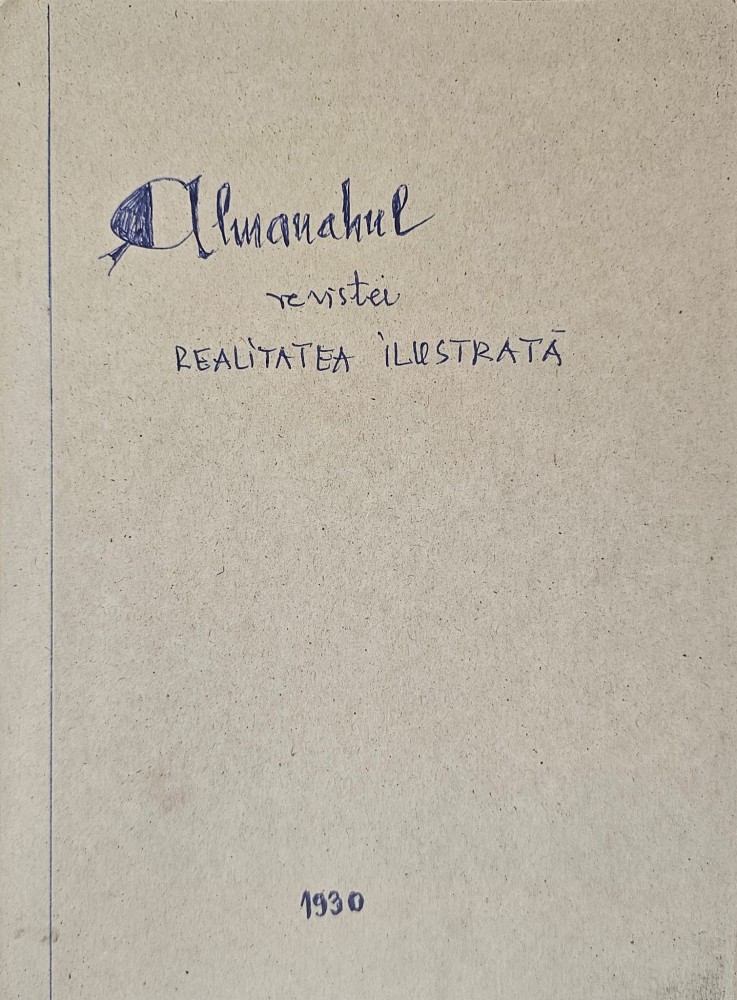 Almanahul
revistei
REALITATEA ILUSTRATĂ
1930